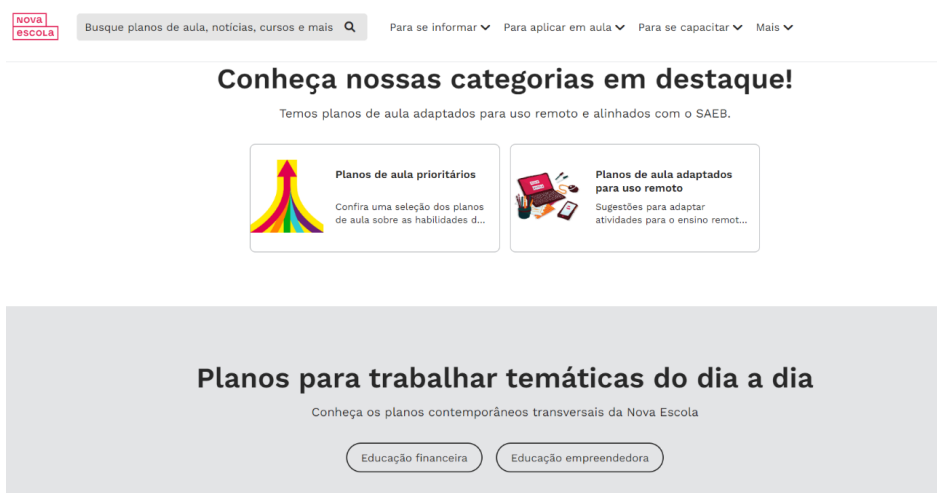 NOVA
ESCOLA
Busque planos de aula, notícias, cursos e mais
Para se informar Para aplicar em aula Para se capacitar Mais
Conheça nossas categorias em destaque!
Temos planos de aula adaptados para uso remoto e alinhados com o SAEB.
Planos de aula prioritários
Confira uma seleção dos planos
de aula sobre as habilidades d...
Planos de aula adaptados
para uso remoto
Sugestões para adaptar
atividades para o ensino remot...
Planos para trabalhar temáticas do dia a dia
Conheça os planos contemporâneos transversais da Nova Escola
Educação financeira
Educação empreendedora